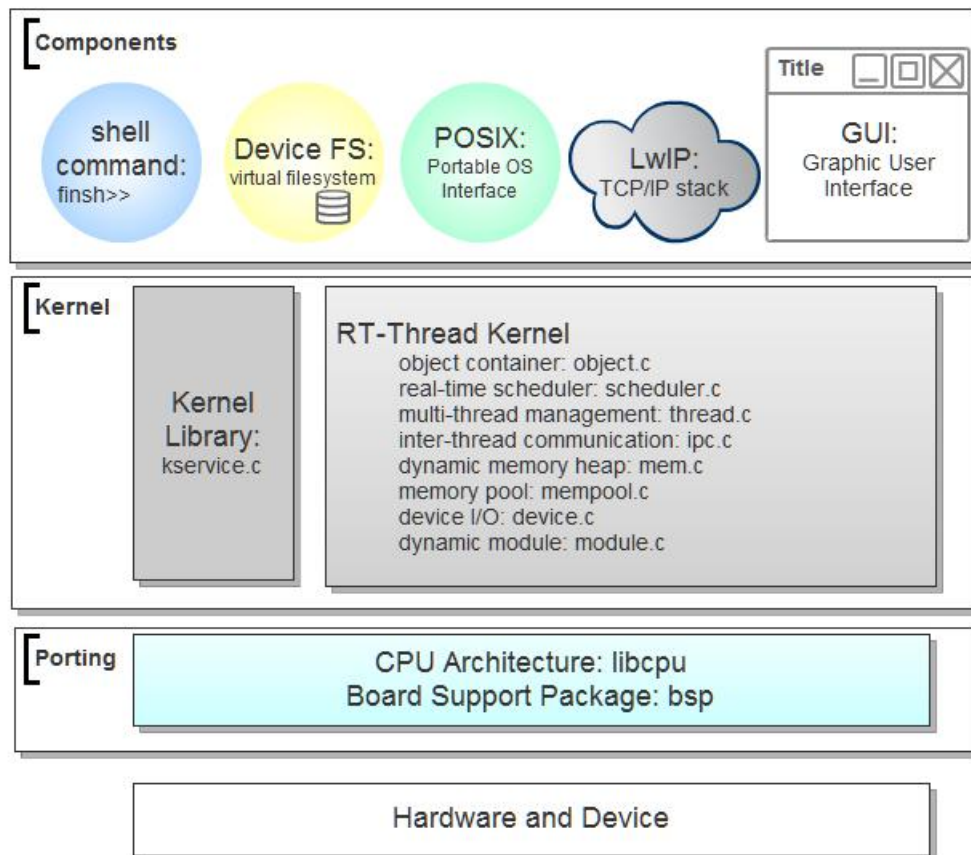 Components
shell
command:
finsh>>
Device FS:
virtual filesystem
POSIX:
Portable OS
Interface
LwIP:
TCP/IP stack
Title
GUI:
Graphic User
Interface
Kernel
Kernel
Library:
kservice.c
RT-Thread Kernel
object container: object.c
real-time scheduler: scheduler.c
multi-thread management: thread.c
inter-thread communication: ipc.c
dynamic memory heap: mem.c
memory pool: mempool.c
device I/O: device.c
dynamic module: module.c
Porting
CPU Architecture: libcpu
Board Support Package: bsp
Hardware and Device